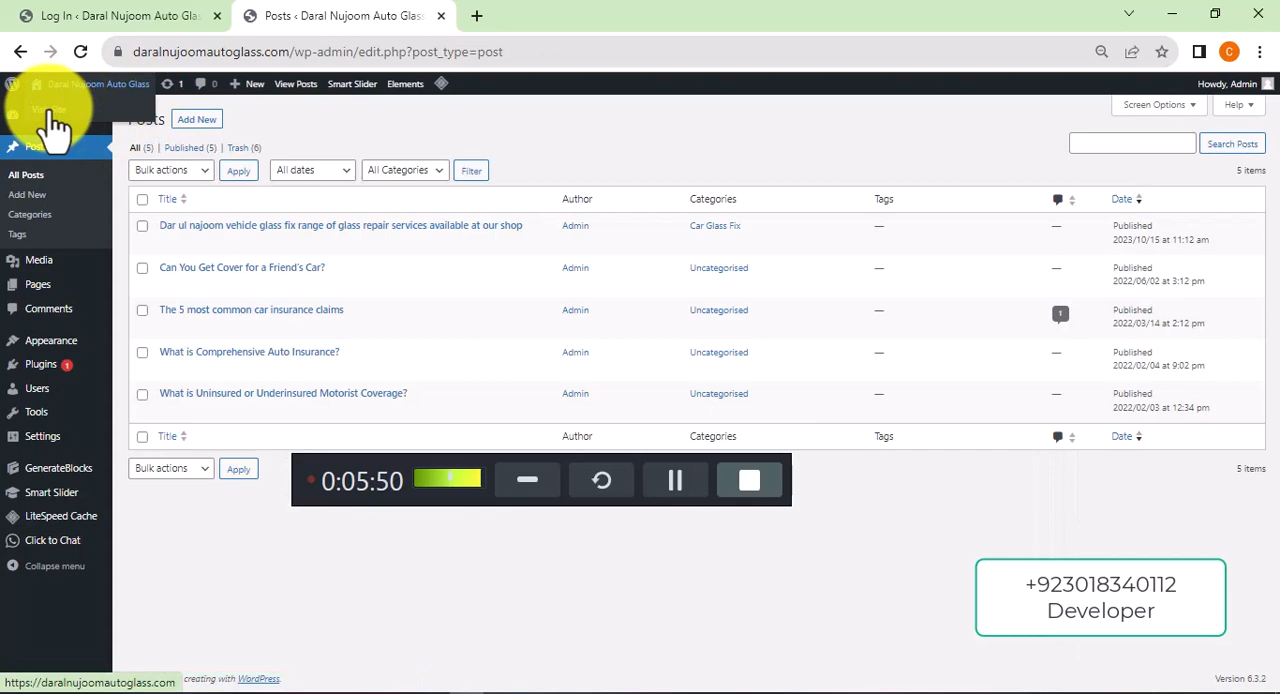 Log In ‹ Daral Nujoom Auto Glas
Posts ‹ Daral Nujoom Auto Glass
daralnujoomautoglass.com/wp-admin/edit.php?post_type=post
C
Daral Nujoom Auto Glass
1
0
New
View Posts
Smart Slider
Elements
Howdy, Admin
Visit Site
Posts
Add New
Screen Options
Help
All (5) | Published (5) | Trash (6)
Search Posts
Bulk actions
Apply
All dates
All Categories
Filter
5 items
All Posts
Add New
Categories
Tags
Media
Pages
Comments
Appearance
Plugins 1
Users
Tools
Settings
GenerateBlocks
Smart Slider
LiteSpeed Cache
Click to Chat
Collapse menu
Title
Author
Categories
Tags
Date
Dar ul najoom vehicle glass fix range of glass repair services available at our shop
Admin
Car Glass Fix
—
—
Published
2023/10/15 at 11:12 am
Can You Get Cover for a Friend's Car?
Admin
Uncategorised
—
—
Published
2022/06/02 at 3:12 pm
The 5 most common car insurance claims
Admin
Uncategorised
—
1
Published
2022/03/14 at 2:12 pm
What is Comprehensive Auto Insurance?
Admin
Uncategorised
—
—
Published
2022/02/04 at 9:02 pm
What is Uninsured or Underinsured Motorist Coverage?
Admin
Uncategorised
—
—
Published
2022/02/03 at 12:34 pm
Title
Author
Categories
Tags
Date
Bulk actions
Apply
5 items
0:05:50
+923018340112
Developer
https://daralnujoomautoglass.com
creating with WordPress.
Version 6.3.2